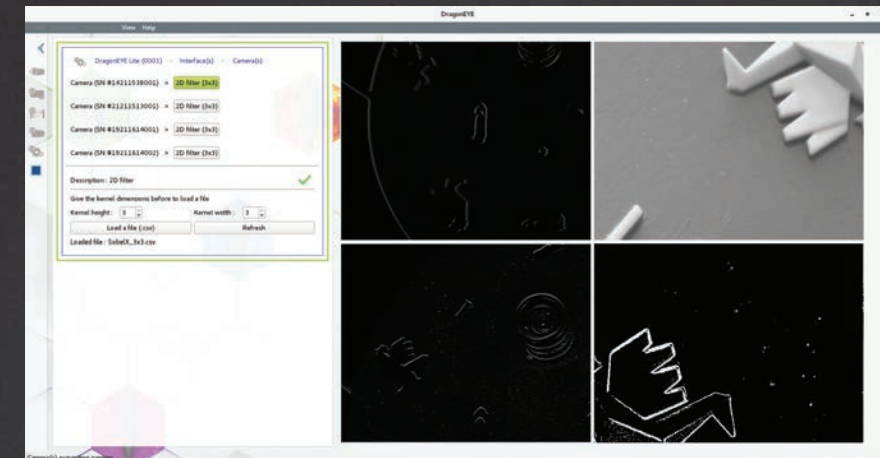 DragonEYE
View Help
DragonEYE Lite (0001) Interface(s) Camera(s)
Camera (SN #14211538001) » 2D filter (3x3)
Camera (SN #21211513001) » 2D filter (3x3)
Camera (SN #19211614001) » 2D filter (3x3)
Camera (SN #19211614002) » 2D filter (3x3)
Description : 2D filter
Give the kernel dimensions before to load a file
Kernel height : 3 Kernel width : 3
Load a file (.csv) Refresh
Loaded file : SobelX_3x3.csv